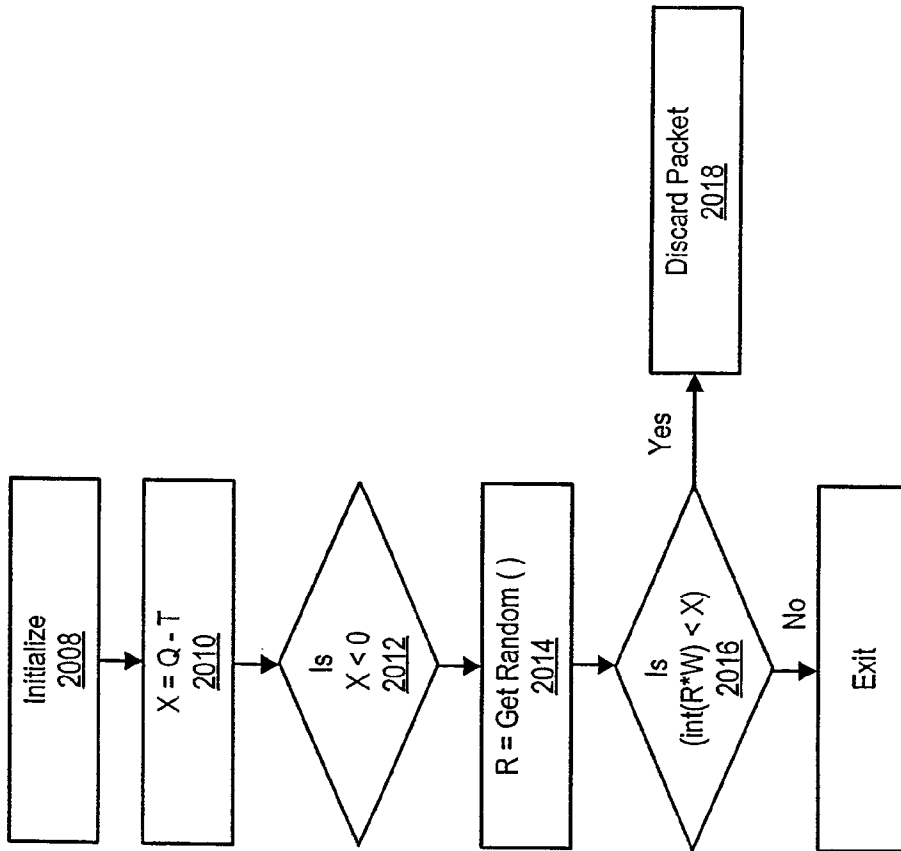 Initialize
2008
X = Q - T
2010
Is
X < 0
2012
R = Get Random ( )
2014
Is
(int(R*W) < X)
2016
Yes
Discard Packet
2018
No
Exit